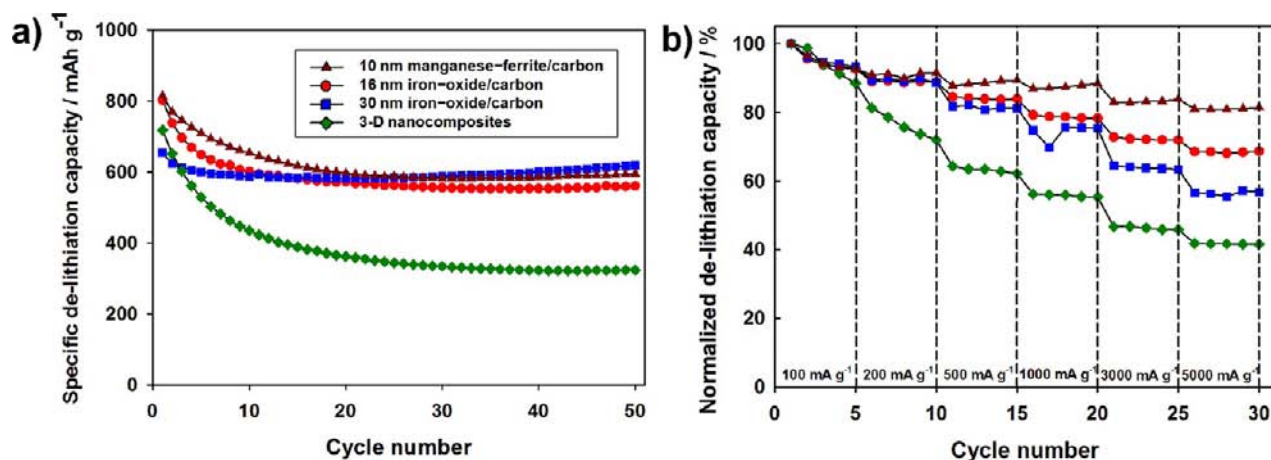 a)
Specific de-lithiation capacity / mAh g⁻¹
1000
800
600
400
200
0
10 nm manganese-ferrite/carbon
16 nm iron-oxide/carbon
30 nm iron-oxide/carbon
3-D nanocomposites
0 10 20 30 40 50
Cycle number
b)
Normalized de-lithiation capacity / %
100
80
60
40
20
0
100 mA g⁻¹ 200 mA g⁻¹ 500 mA g⁻¹ 1000 mA g⁻¹ 3000 mA g⁻¹ 5000 mA g⁻¹
0 5 10 15 20 25 30
Cycle number